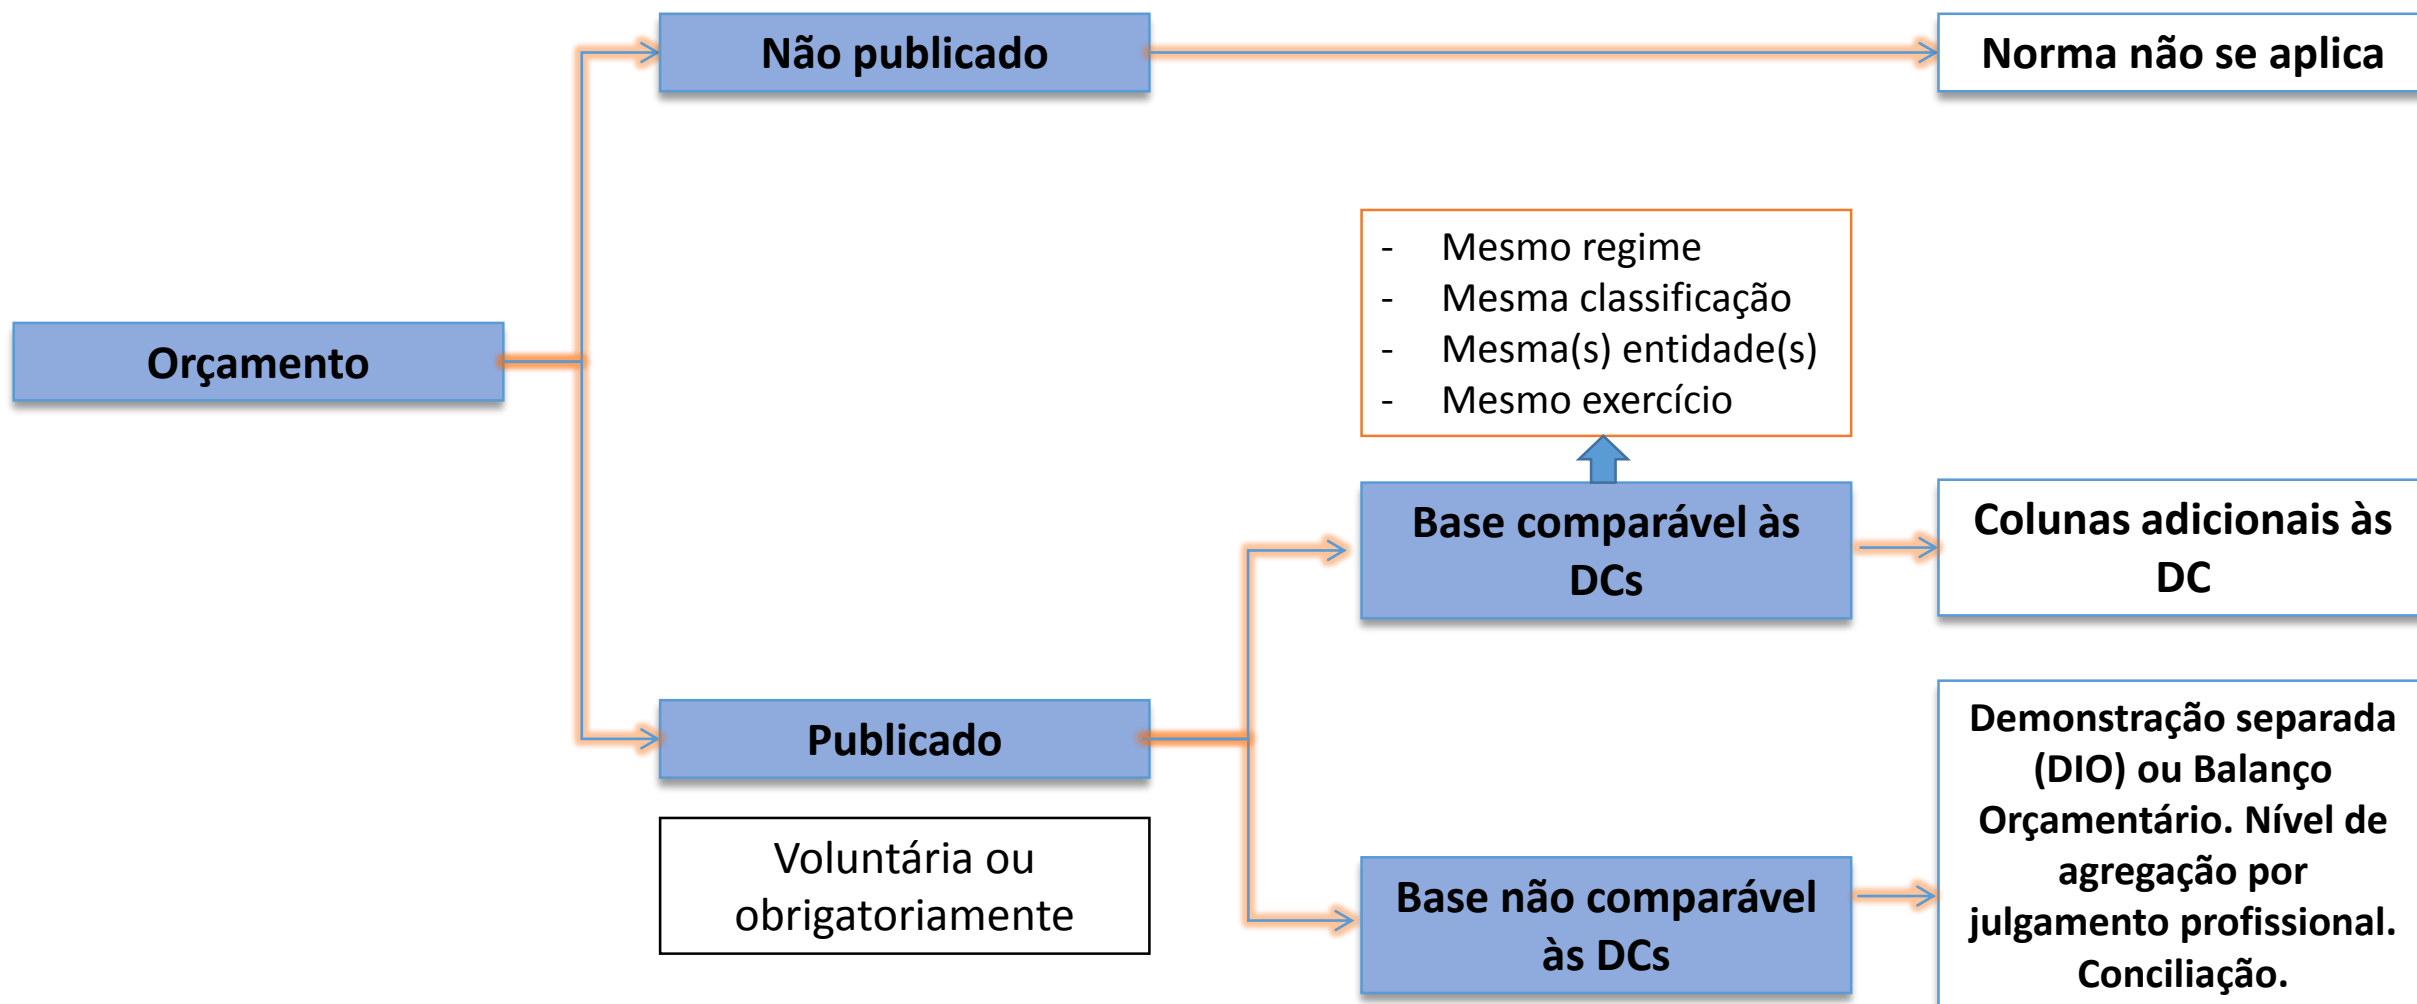 Não publicado
Norma não se aplica
- Mesmo regime
- Mesma classificação
- Mesma(s) entidade(s)
- Mesmo exercício
Orçamento
Base comparável às
DCs
Colunas adicionais às
DC
Publicado
Voluntária ou
obrigatoriamente
Base não comparável
às DCs
Demonstração separada
(DIO) ou Balanço
Orçamentário. Nível de
agregação por
julgamento profissional.
Conciliação.